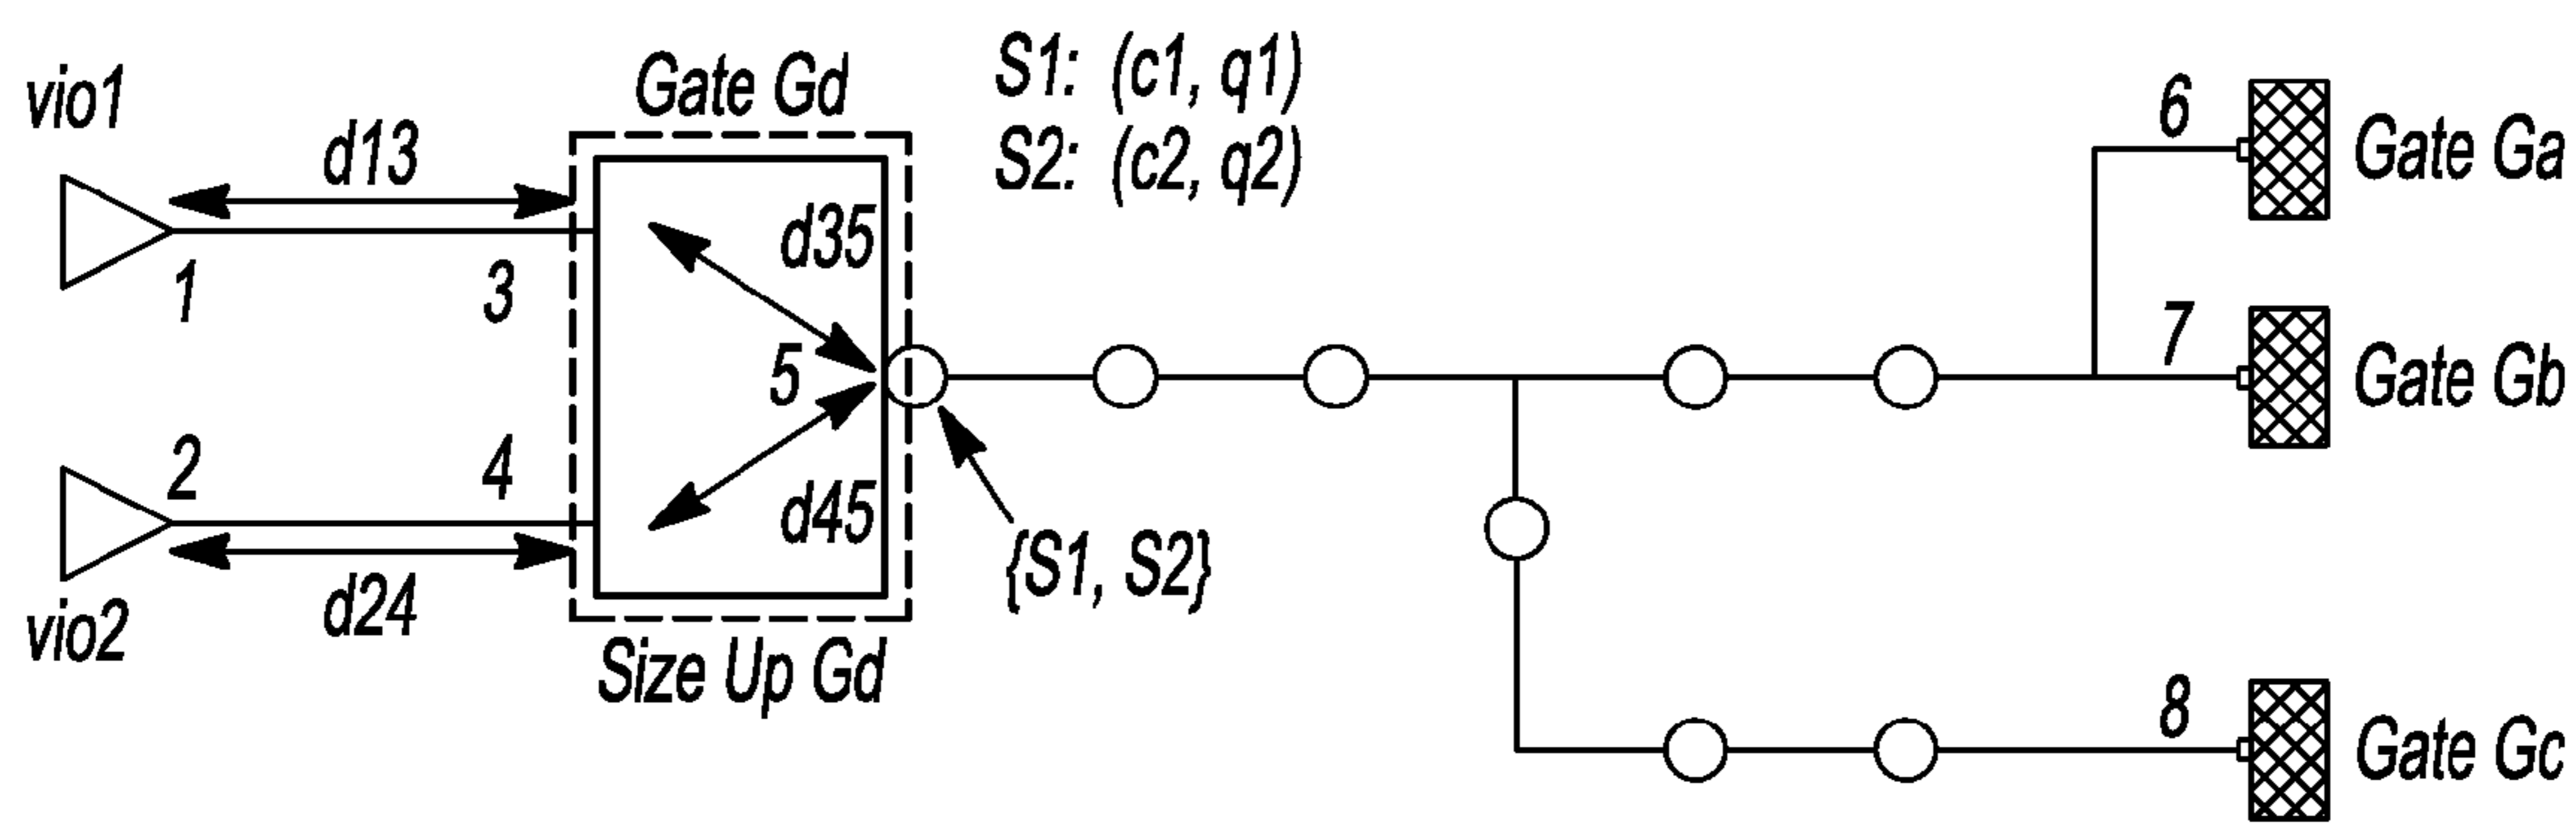 vio1
d13
1
3
Gate Gd
d35
5
d45
2
4
d24
vio2
Size Up Gd
S1: (c1, q1)
S2: (c2, q2)
{S1, S2}
6
Gate Ga
7
Gate Gb
8
Gate Gc